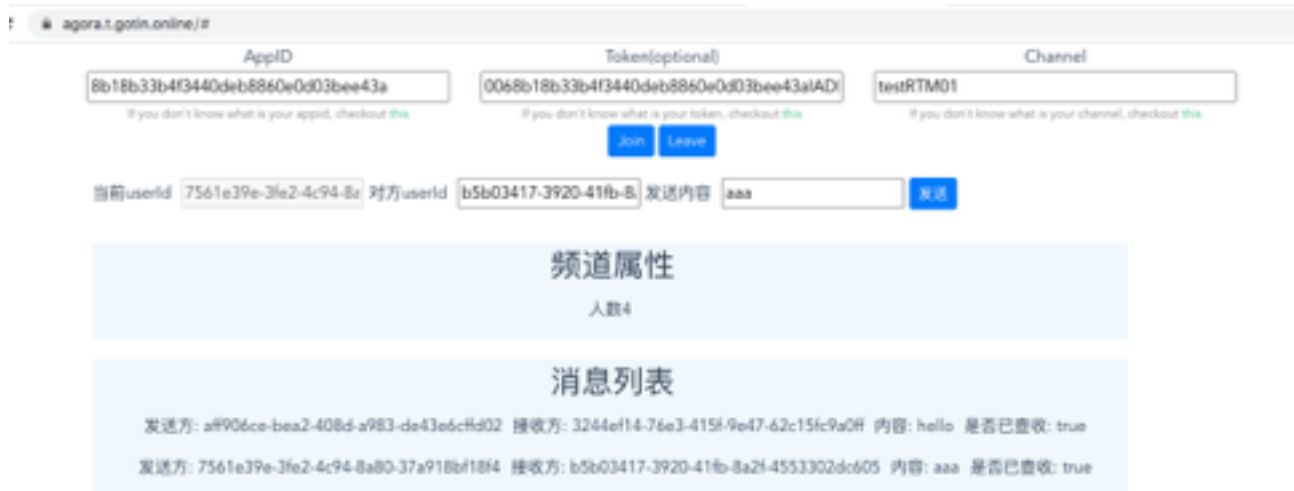 agora.t.gotin.online/#
AppID Token(optional) Channel
8b18b33b4f3440deb8860e0d03bee43a 0068b18b33b4f3440deb8860e0d03bee43aIAD testRTM01
If you don't know what is your appid, checkout this If you don't know what is your token, checkout this If you don't know what is your channel, checkout this
Join Leave
当前userId 7561e39e-3fe2-4c94-8a 对方userId b5b03417-3920-41fb-8 发送内容 aaa 发送
频道属性
人数4
消息列表
发送方: aff906ce-bea2-408d-a983-de43e6cffd02 接收方: 3244ef14-76e3-415f-9e47-62c15fc9a0ff 内容: hello 是否已查收: true
发送方: 7561e39e-3fe2-4c94-8a80-37a918bf18f4 接收方: b5b03417-3920-41fb-8a2f-4553302dc605 内容: aaa 是否已查收: true